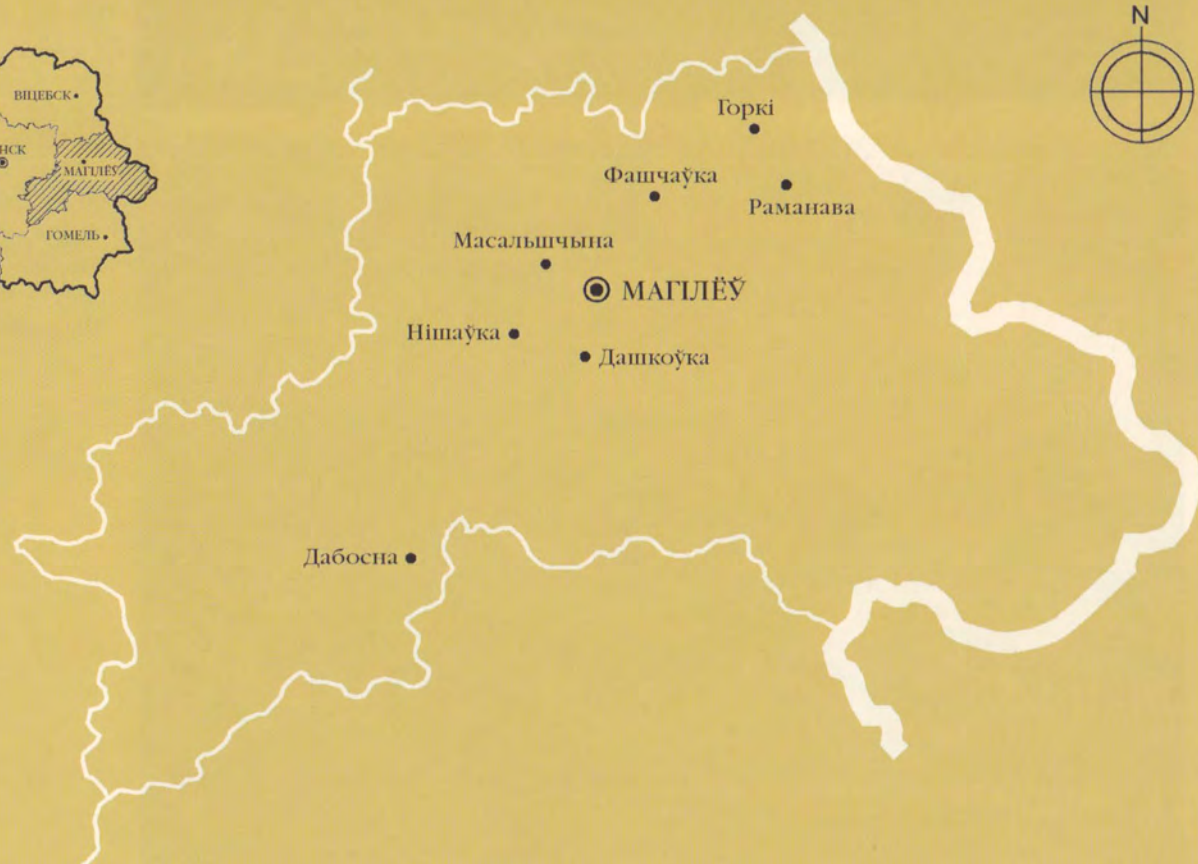 N
ВІЦЕБСК
НСК
МАГІЛЁЎ
ГОМЕЛЬ
Горкі
Фашчаўка
Раманава
Масальшчына
МАГІЛЁЎ
Нішаўка
Дашкоўка
Дабосна